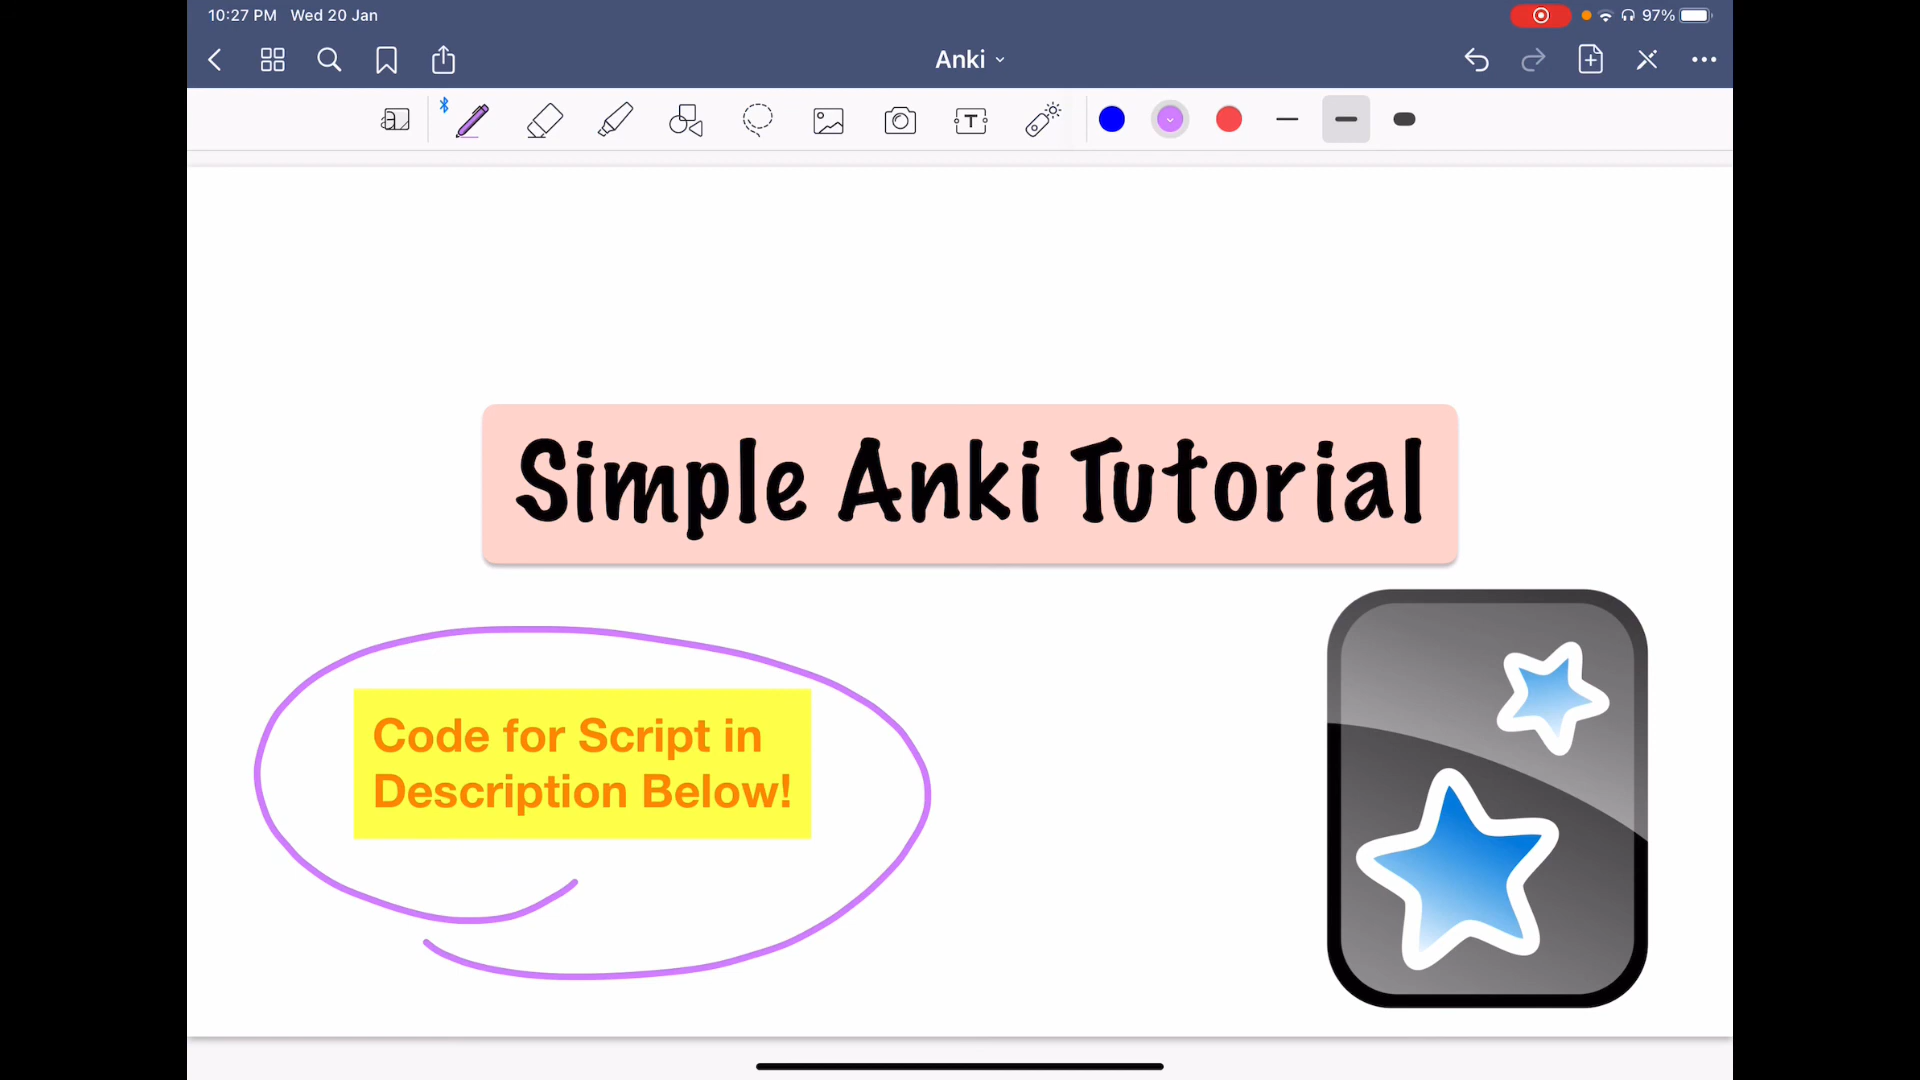 10:27 PM Wed 20 Jan
97%
Anki
T
Simple Anki Tutorial
Code for Script in
Description Below!